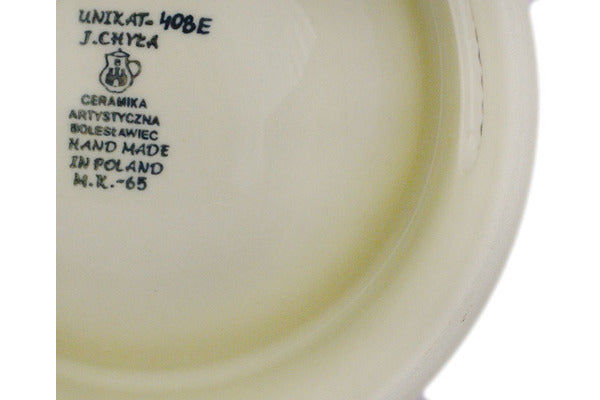 UNIKAT-408E
J.CHYŁA
CERAMIKA
ARTYSTYCZNA
BOLESŁAWIEC
HAND MADE
IN POLAND
M.K.-65